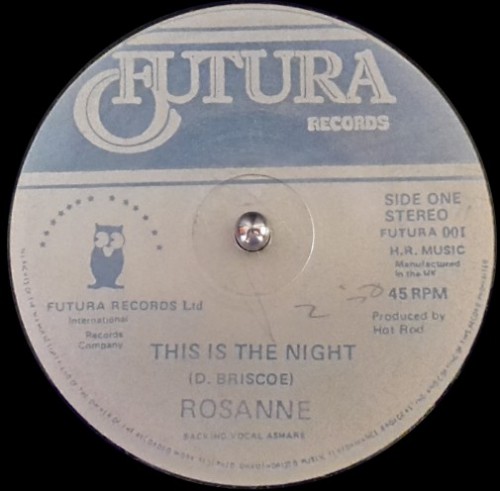 FUTURA
RECORDS
SIDE ONE
STEREO
FUTURA 001
H.R. MUSIC
Manufactured
in the UK
45 RPM
Produced by
Hot Rod
FUTURA RECORDS Ltd
International
Records
Company
THIS IS THE NIGHT
(D. BRISCOE)
ROSANNE
BACKING VOCAL ASHARE